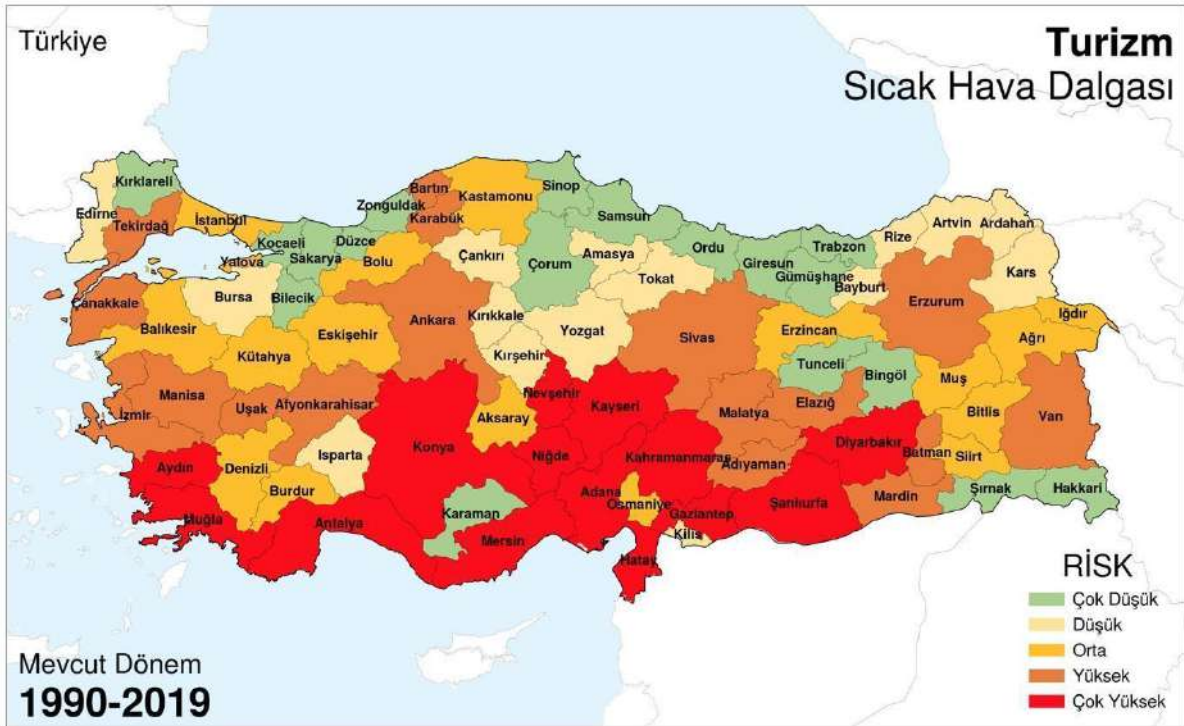 Türkiye
Turizm
Sıcak Hava Dalgası
Kırklareli
Edirne
Tekirdağ
İstanbul
Kocaeli
Yalova
Sakarya
Düzce
Zonguldak
Bartın
Karabük
Kastamonu
Sinop
Samsun
Ordu
Giresun
Trabzon
Gümüşhane
Rize
Artvin
Ardahan
Kars
Bayburt
Erzurum
Iğdır
Ağrı
Çanakkale
Balıkesir
Bursa
Bilecik
Bolu
Çankırı
Çorum
Amasya
Tokat
Kütahya
Eskişehir
Ankara
Kırıkkale
Kırşehir
Yozgat
Sivas
Erzincan
Tunceli
Bingöl
Muş
Bitlis
Van
İzmir
Manisa
Uşak
Afyonkarahisar
Aksaray
Nevşehir
Kayseri
Malatya
Elazığ
Diyarbakır
Batman
Siirt
Aydın
Denizli
Isparta
Burdur
Konya
Niğde
Kahramanmaraş
Adıyaman
Mardin
Şırnak
Hakkari
Muğla
Antalya
Karaman
Mersin
Adana
Osmaniye
Gaziantep
Şanlıurfa
Kilis
Hatay
RİSK
Çok Düşük
Düşük
Orta
Yüksek
Çok Yüksek
Mevcut Dönem
1990-2019